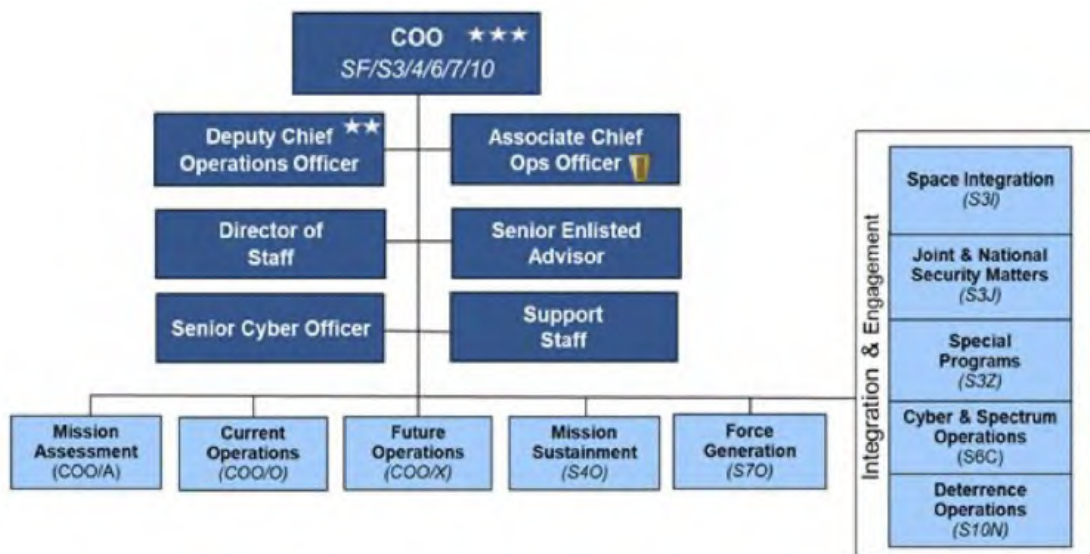 COO
SF/S3/4/6/7/10
Deputy Chief
Operations Officer
Associate Chief
Ops Officer
Director of
Staff
Senior Enlisted
Advisor
Senior Cyber Officer
Support
Staff
Mission
Assessment
(COO/A)
Current
Operations
(COO/O)
Future
Operations
(COO/X)
Mission
Sustainment
(S4O)
Force
Generation
(S7O)
Integration & Engagement
Space Integration
(S3I)
Joint & National
Security Matters
(S3J)
Special
Programs
(S3Z)
Cyber & Spectrum
Operations
(S6C)
Deterrence
Operations
(S10N)